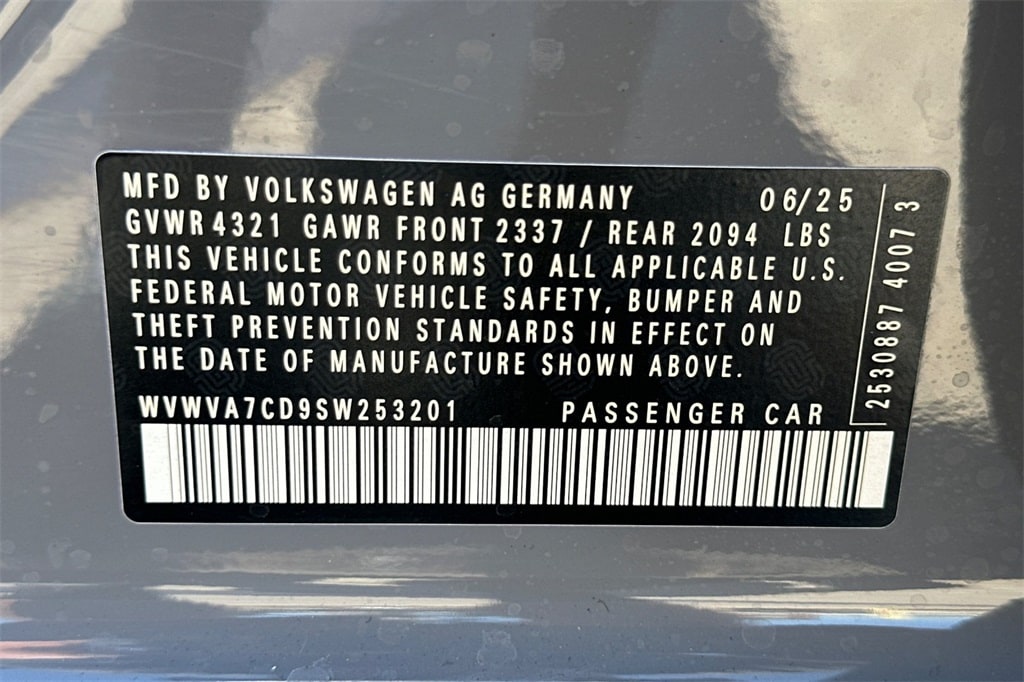 MFD BY VOLKSWAGEN AG GERMANY 06/25
GVWR 4321 GAWR FRONT 2337 / REAR 2094 LBS
THIS VEHICLE CONFORMS TO ALL APPLICABLE U.S.
FEDERAL MOTOR VEHICLE SAFETY, BUMPER AND
THEFT PREVENTION STANDARDS IN EFFECT ON
THE DATE OF MANUFACTURE SHOWN ABOVE.
WVWVA7CD9SW253201 PASSENGER CAR
2530887 4007 3